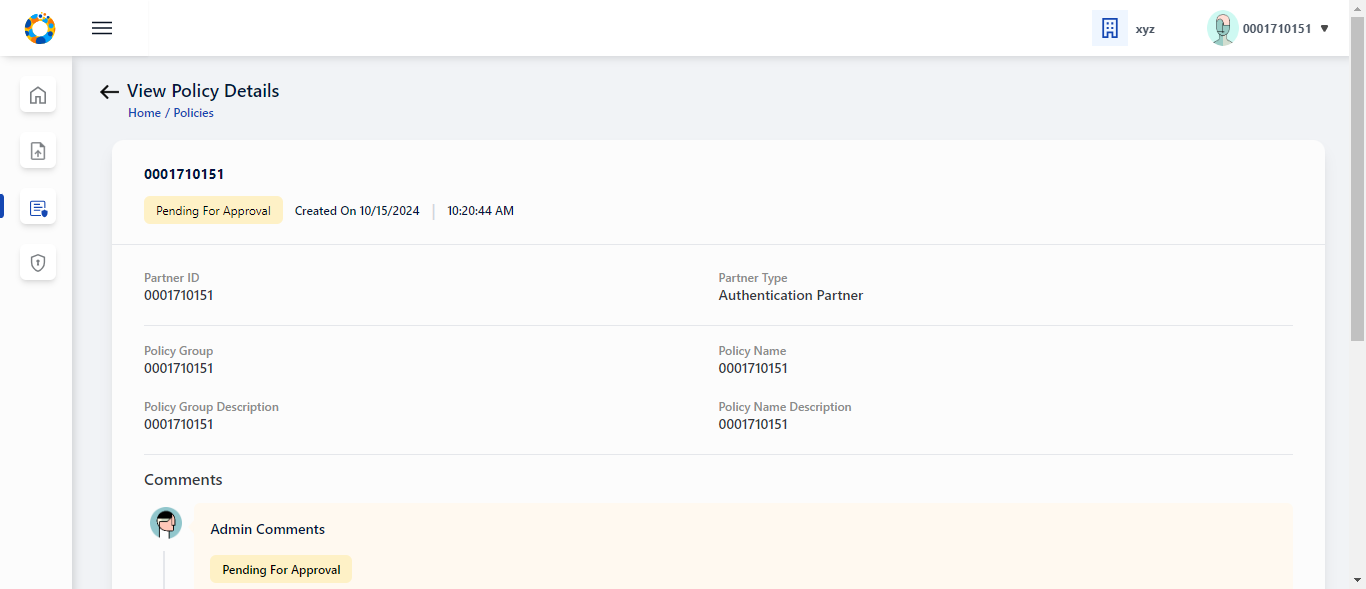 xyz
0001710151
View Policy Details
Home / Policies
0001710151
Pending For Approval Created On 10/15/2024 | 10:20:44 AM
Partner ID
0001710151
Partner Type
Authentication Partner
Policy Group
0001710151
Policy Name
0001710151
Policy Group Description
0001710151
Policy Name Description
0001710151
Comments
Admin Comments
Pending For Approval